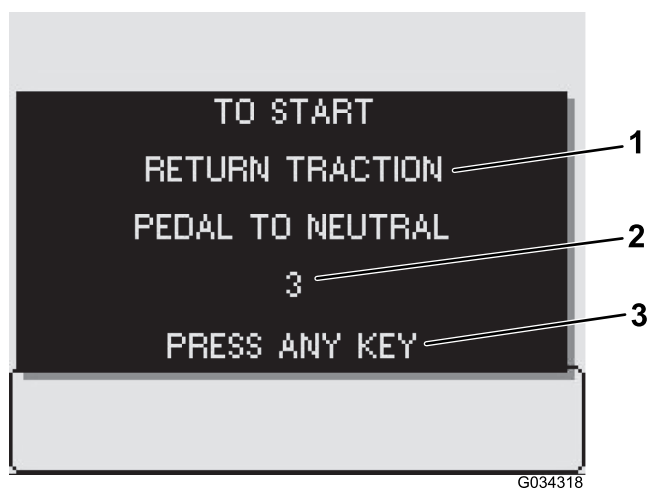 TO START
RETURN TRACTION
1
PEDAL TO NEUTRAL
2
3
PRESS ANY KEY
3
G034318